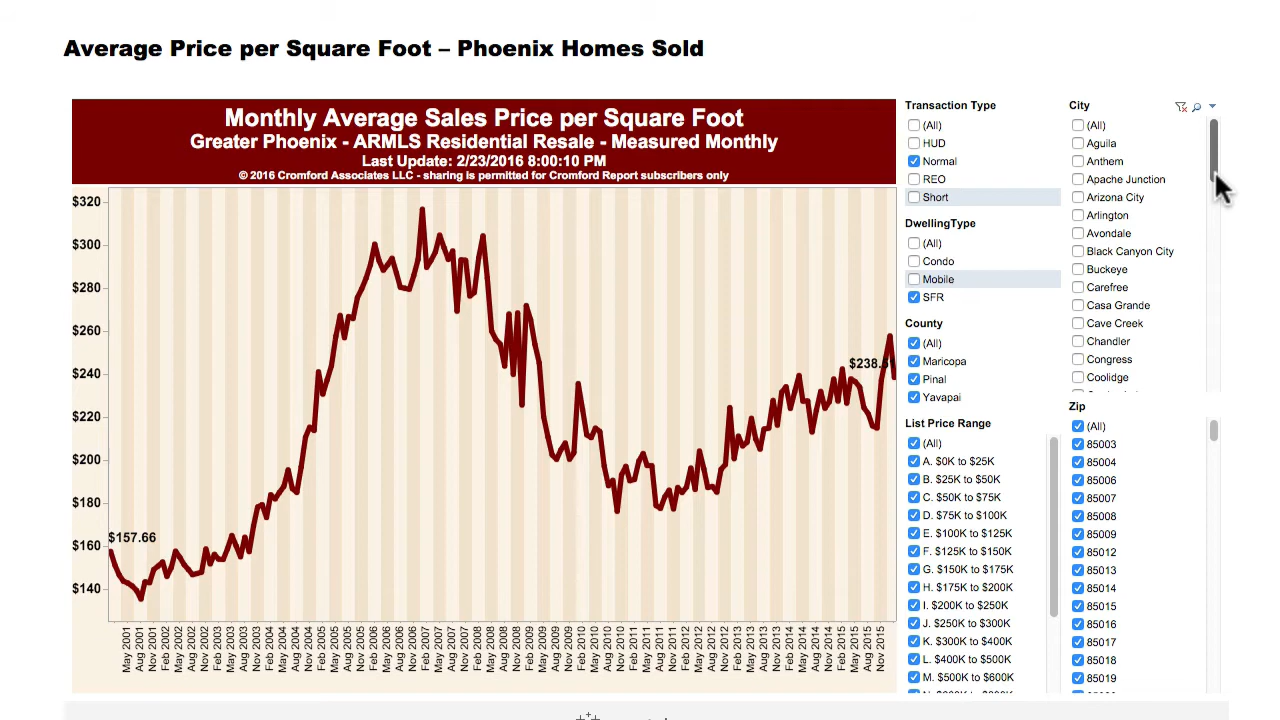 Average Price per Square Foot – Phoenix Homes Sold
Monthly Average Sales Price per Square Foot
Greater Phoenix - ARMLS Residential Resale - Measured Monthly
Last Update: 2/23/2016 8:00:10 PM
© 2016 Cromford Associates LLC - sharing is permitted for Cromford Report subscribers only
$320
$300
$280
$260
$240
$220
$200
$180
$160
$140
$157.66
May 2001
Aug 2001
Nov 2001
Feb 2002
May 2002
Aug 2002
Nov 2002
Feb 2003
May 2003
Aug 2003
Nov 2003
Feb 2004
May 2004
Aug 2004
Nov 2004
Feb 2005
May 2005
Aug 2005
Nov 2005
Feb 2006
May 2006
Aug 2006
Nov 2006
Feb 2007
May 2007
Aug 2007
Nov 2007
Feb 2008
May 2008
Aug 2008
Nov 2008
Feb 2009
May 2009
Aug 2009
Nov 2009
Feb 2010
May 2010
Aug 2010
Nov 2010
Feb 2011
May 2011
Aug 2011
Nov 2011
Feb 2012
May 2012
Aug 2012
Nov 2012
Feb 2013
May 2013
Aug 2013
Nov 2013
Feb 2014
May 2014
Aug 2014
Nov 2014
Feb 2015
May 2015
Aug 2015
Nov 2015
Transaction Type
(All)
HUD
Normal
REO
Short
DwellingType
(All)
Condo
Mobile
SFR
County
(All)
Maricopa
Pinal
Yavapai
List Price Range
(All)
A. $0K to $25K
B. $25K to $50K
C. $50K to $75K
D. $75K to $100K
E. $100K to $125K
F. $125K to $150K
G. $150K to $175K
H. $175K to $200K
I. $200K to $250K
J. $250K to $300K
K. $300K to $400K
L. $400K to $500K
M. $500K to $600K
City
(All)
Aguila
Anthem
Apache Junction
Arizona City
Arlington
Avondale
Black Canyon City
Buckeye
Carefree
Casa Grande
Cave Creek
Chandler
Congress
Coolidge
Zip
(All)
85003
85004
85006
85007
85008
85009
85012
85013
85014
85015
85016
85017
85018
85019